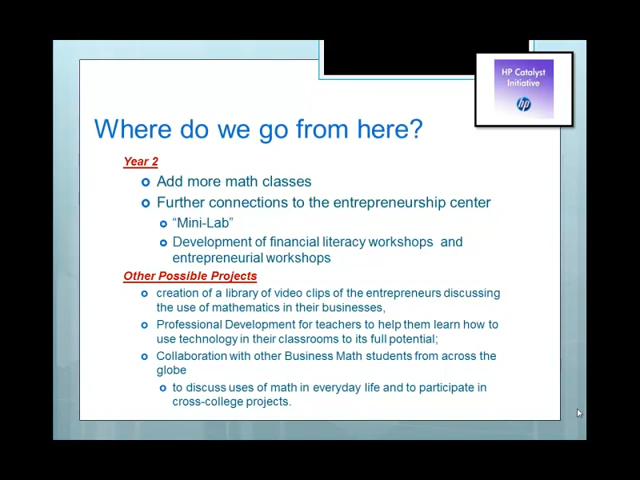 HP Catalyst
Initiative
hp
Where do we go from here?
Year 2
Add more math classes
Further connections to the entrepreneurship center
“Mini-Lab”
Development of financial literacy workshops and
entrepreneurial workshops
Other Possible Projects
creation of a library of video clips of the entrepreneurs discussing
the use of mathematics in their businesses,
Professional Development for teachers to help them learn how to
use technology in their classrooms to its full potential;
Collaboration with other Business Math students from across the
globe
to discuss uses of math in everyday life and to participate in
cross-college projects.